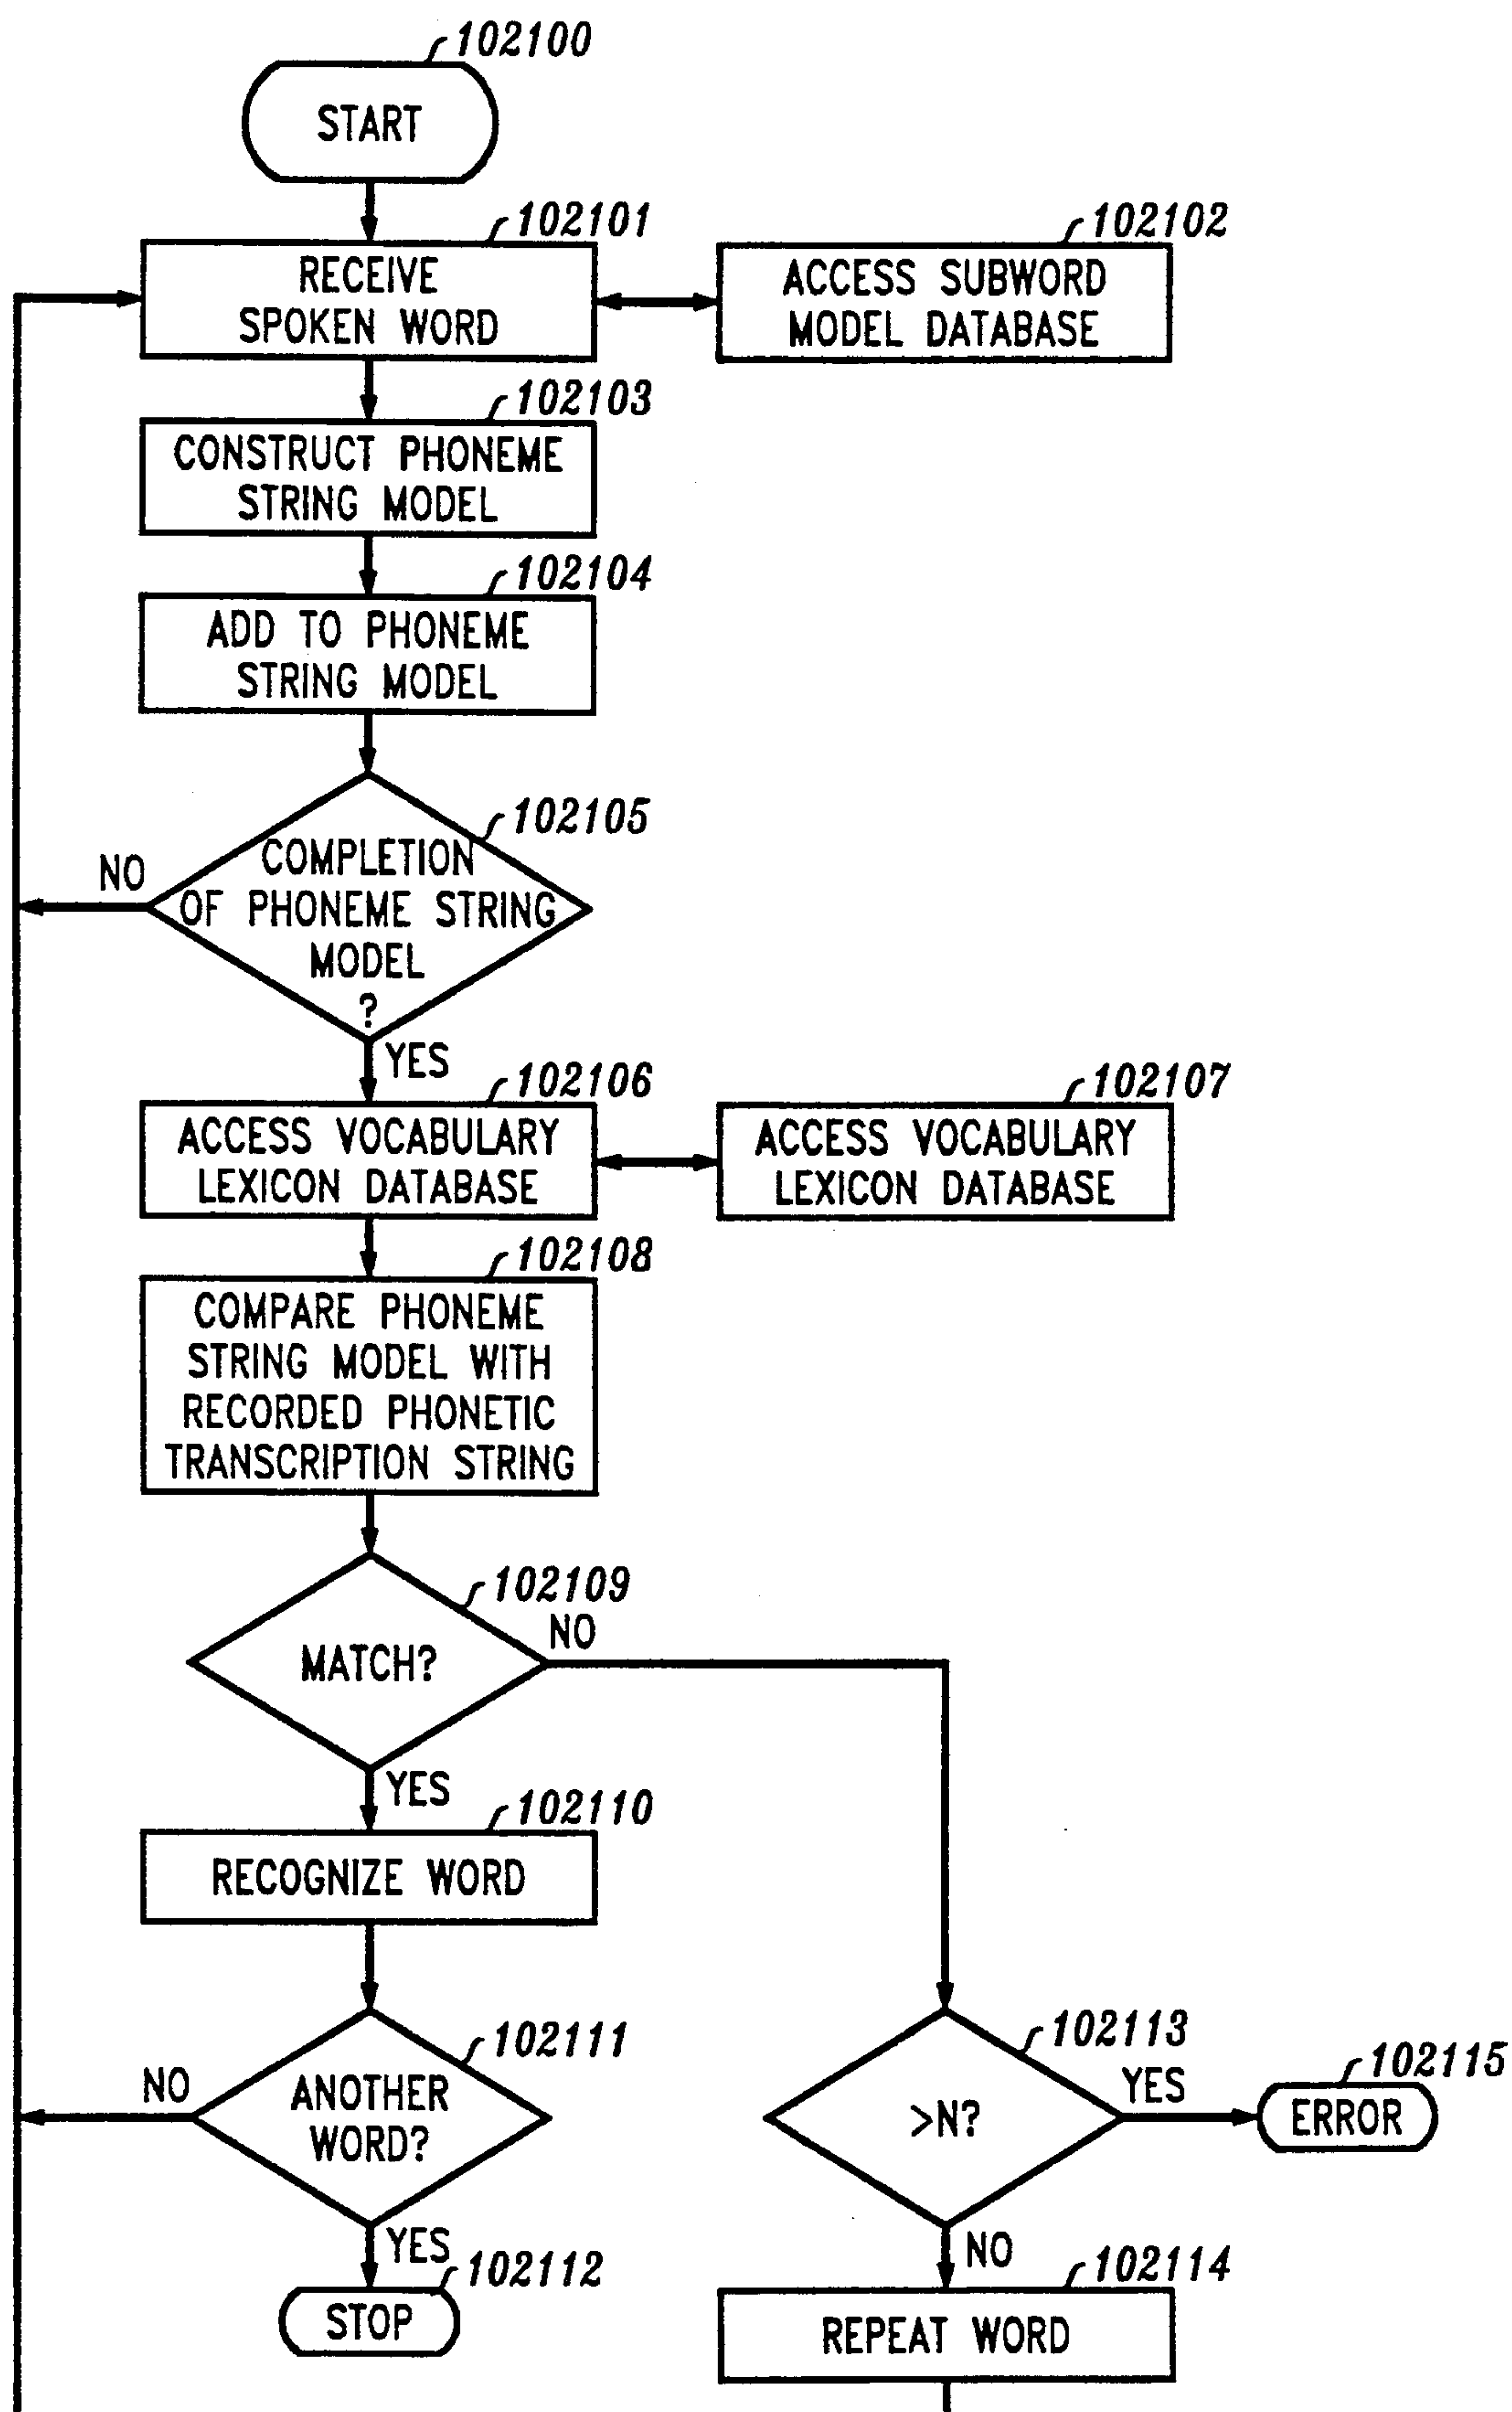 102100
START
102101
RECEIVE
SPOKEN WORD
102102
ACCESS SUBWORD
MODEL DATABASE
102103
CONSTRUCT PHONEME
STRING MODEL
102104
ADD TO PHONEME
STRING MODEL
102105
COMPLETION
OF PHONEME STRING
MODEL
?
NO
YES
102106
ACCESS VOCABULARY
LEXICON DATABASE
102107
ACCESS VOCABULARY
LEXICON DATABASE
102108
COMPARE PHONEME
STRING MODEL WITH
RECORDED PHONETIC
TRANSCRIPTION STRING
102109
MATCH?
NO
YES
102110
RECOGNIZE WORD
102111
ANOTHER
WORD?
NO
YES
102112
STOP
102113
>N?
YES
102115
ERROR
NO
102114
REPEAT WORD